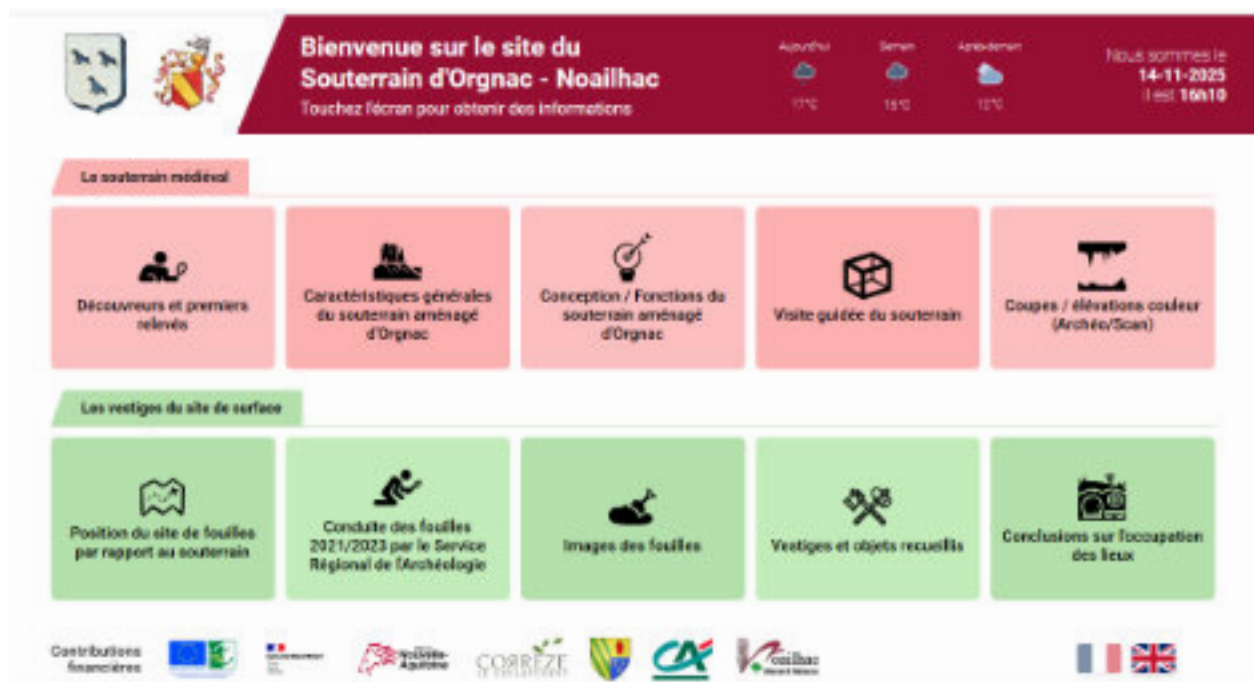 Bienvenue sur le site du
Souterrain d'Orgnac - Noailhac
Touchez l'écran pour obtenir des informations
Aujourd'hui
Demain
Après-demain
17°C
15°C
12°C
Nous sommes le
14-11-2025
Il est 16h10
Le souterrain médiéval
Découvreurs et premiers
relevés
Caractéristiques générales
du souterrain aménagé
d'Orgnac
Conception / Fonctions du
souterrain aménagé
d'Orgnac
Visite guidée du souterrain
Coupes / élévations couleur
(Archéo/Scan)
Les vestiges du site de surface
Position du site de fouilles
par rapport au souterrain
Conduite des fouilles
2021/2023 par le Service
Régional de l'Archéologie
Images des fouilles
Vestiges et objets recueillis
Conclusions sur l'occupation
des lieux
Contributions
financières
Nouvelle-
Aquitaine
CORRÈZE
LE DÉPARTEMENT
CA
Noailhac